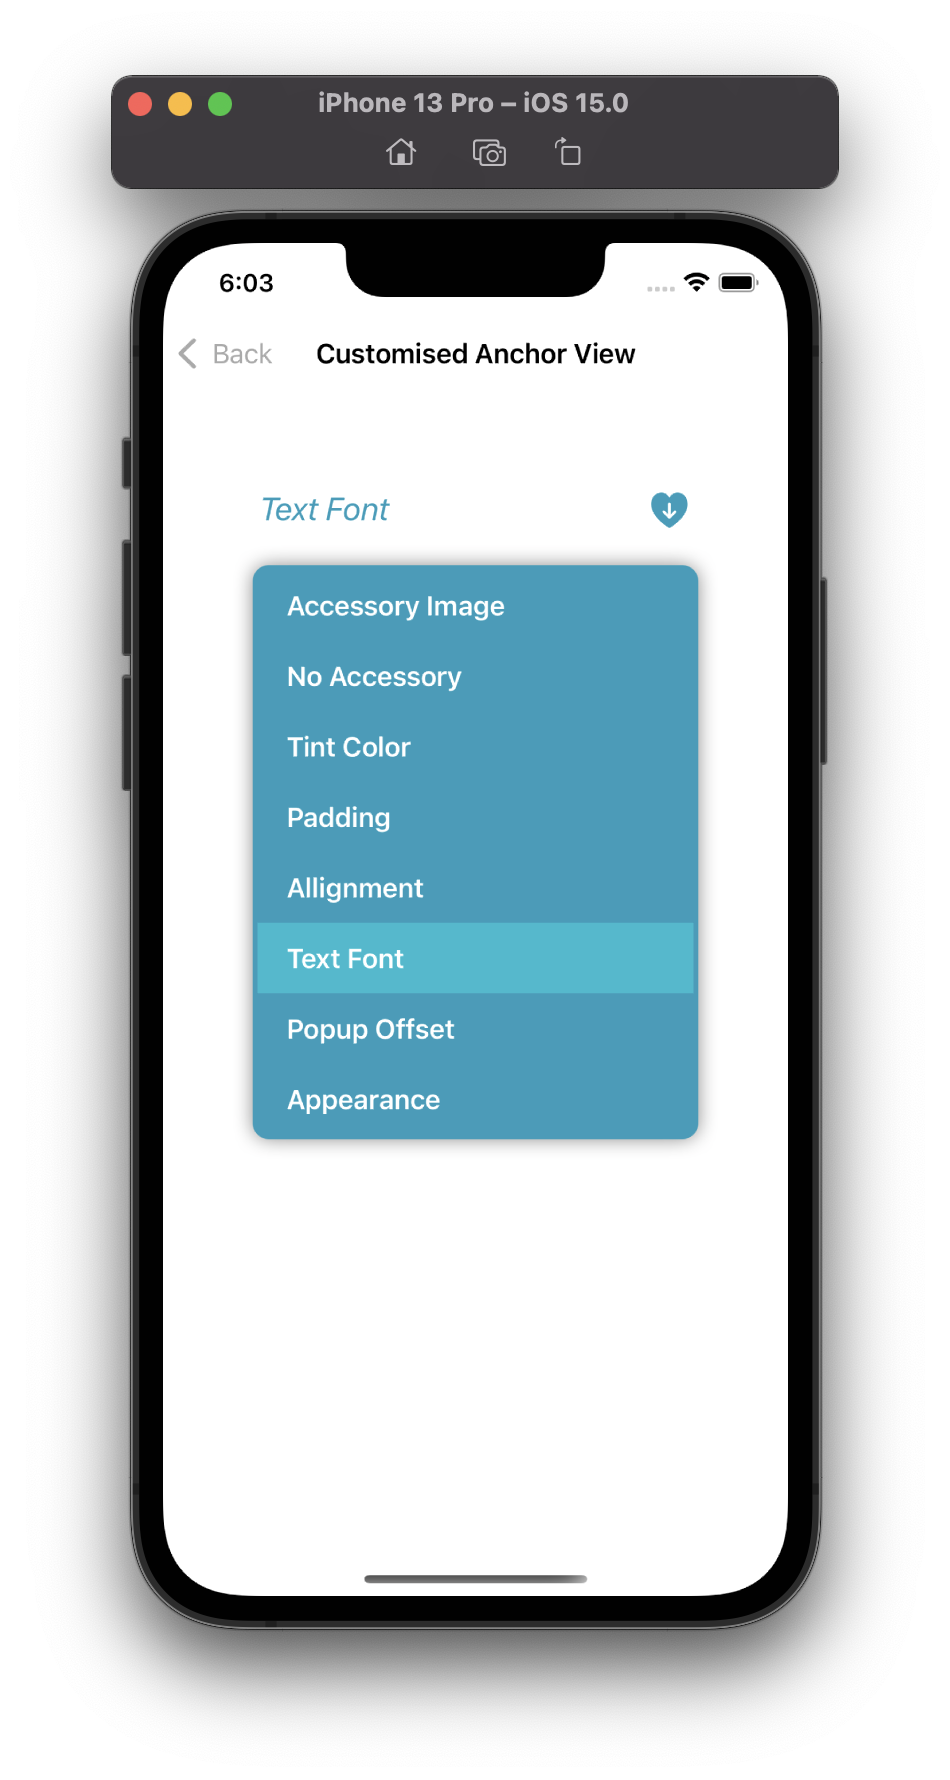 iPhone 13 Pro – iOS 15.0
6:03
Back
Customised Anchor View
Text Font
Accessory Image
No Accessory
Tint Color
Padding
Allignment
Text Font
Popup Offset
Appearance